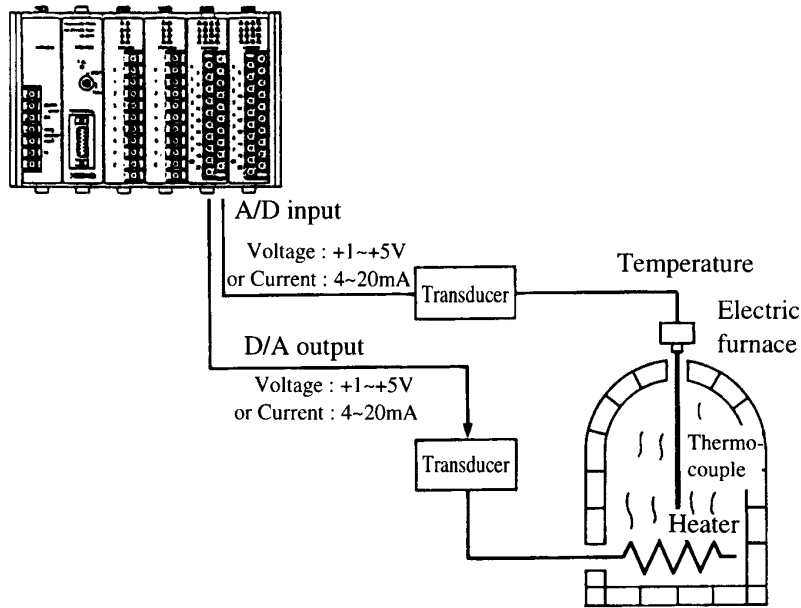 A/D input
Voltage : +1~+5V
or Current : 4~20mA
Transducer
Temperature
Electric
furnace
D/A output
Voltage : +1~+5V
or Current : 4~20mA
Transducer
Thermo-
couple
Heater